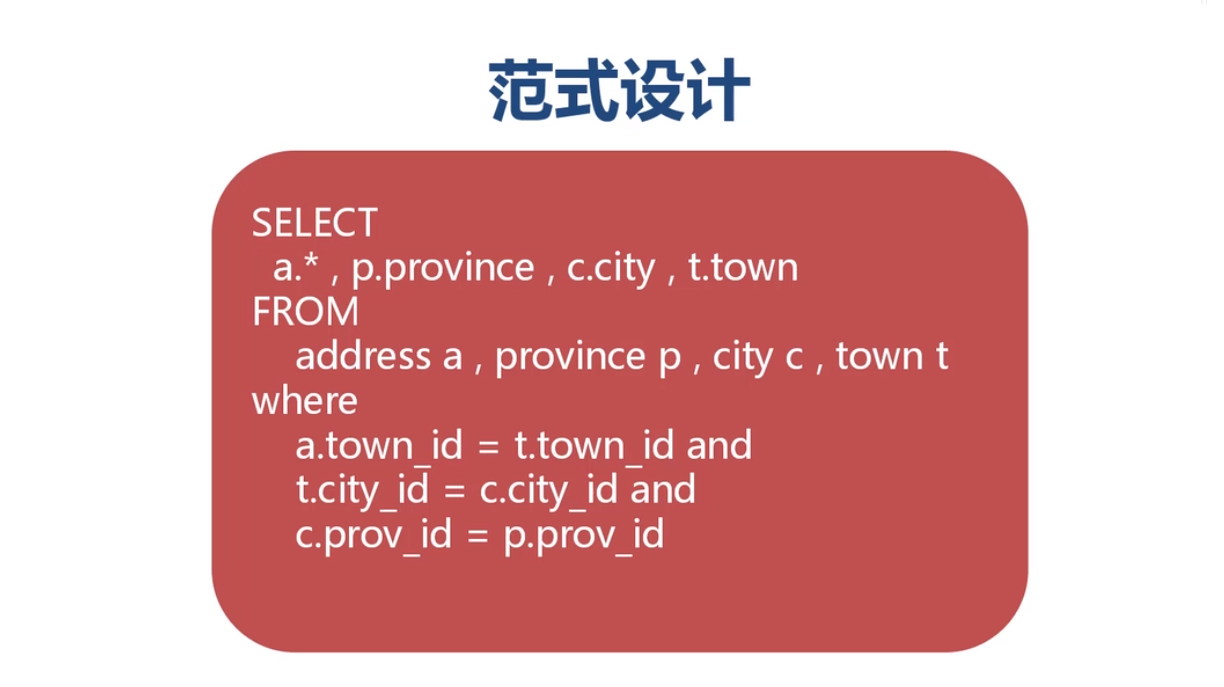 范式设计
SELECT
a.* , p.province , c.city , t.town
FROM
address a , province p , city c , town t
where
a.town_id = t.town_id and
t.city_id = c.city_id and
c.prov_id = p.prov_id